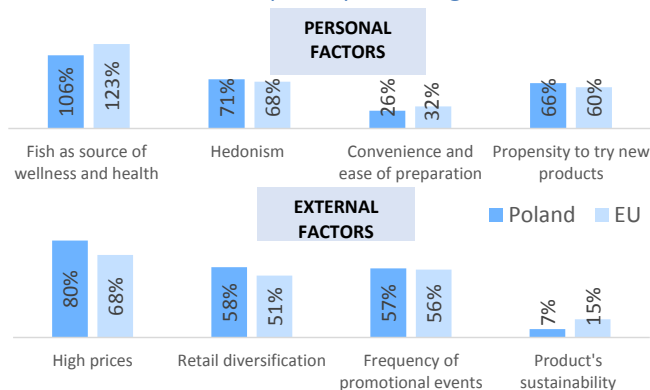 PERSONAL
FACTORS
106%
123%
71%
68%
26%
32%
66%
60%
Fish as source of
wellness and health
Hedonism
Convenience and
ease of preparation
Propensity to try new
products
EXTERNAL
FACTORS
Poland
EU
80%
68%
58%
51%
57%
56%
7%
15%
High prices
Retail diversification
Frequency of
promotional events
Product's
sustainability